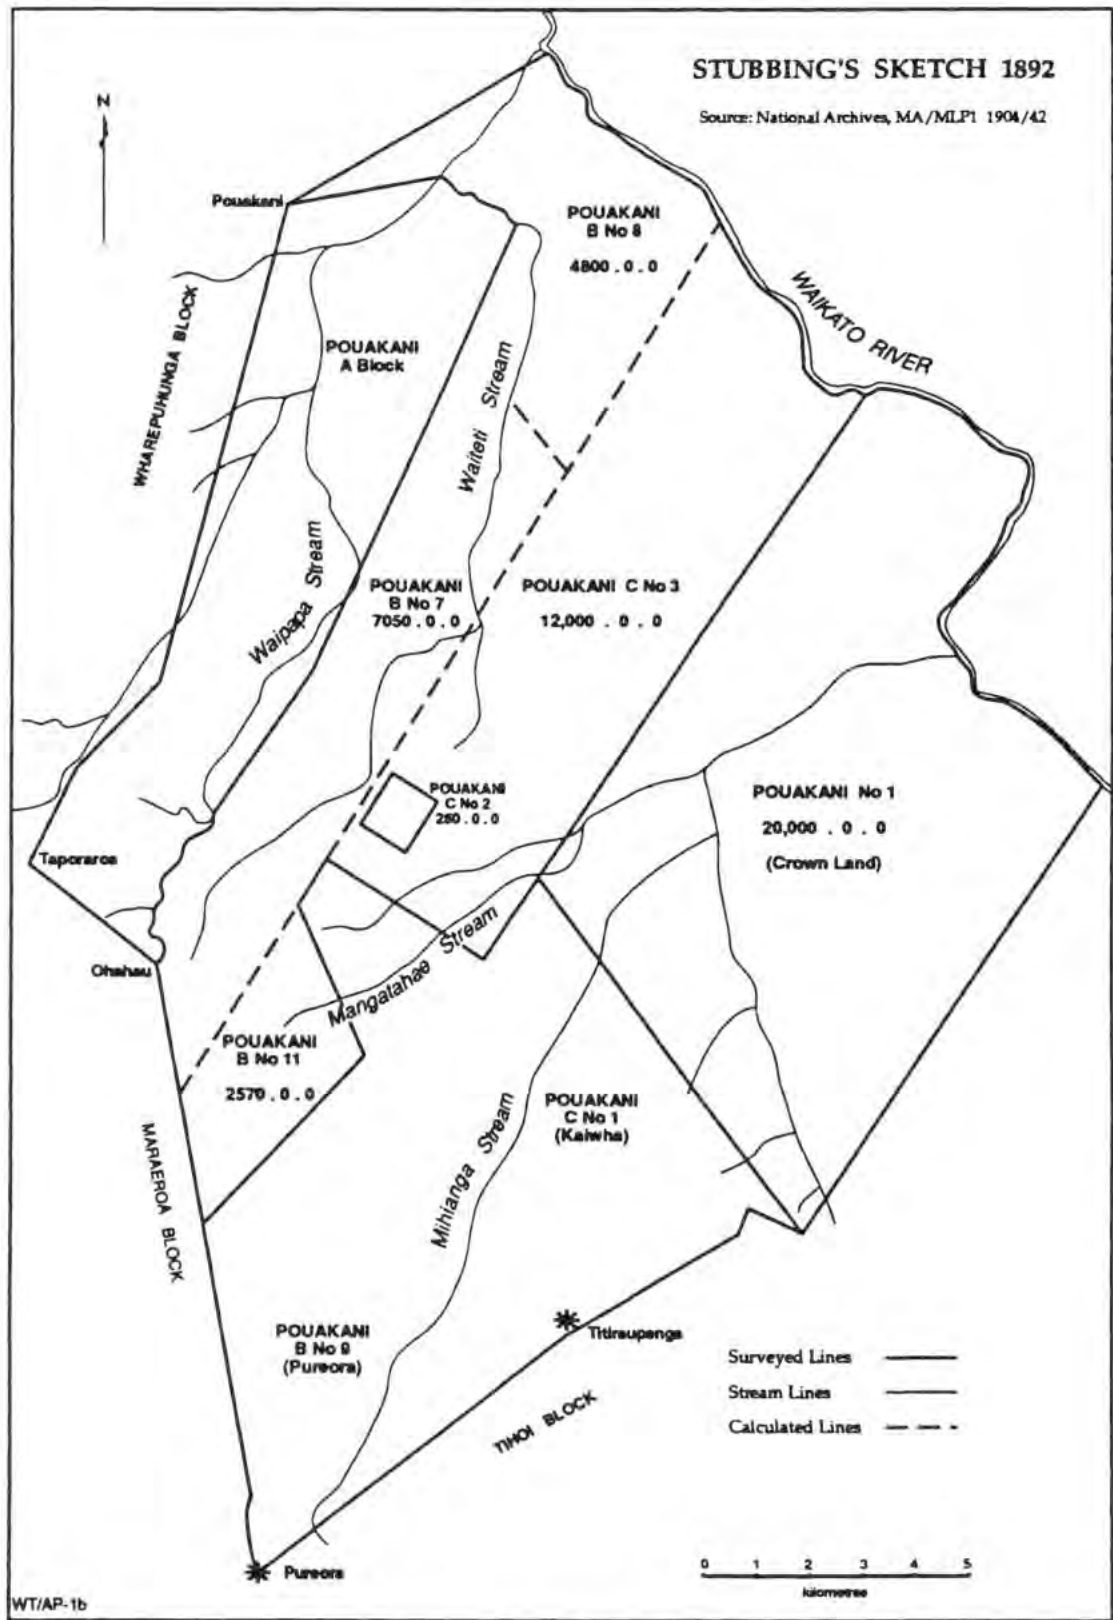 STUBBING'S SKETCH 1892
Source: National Archives, MA/MLP1 1904/42
N
Pouakani
POUAKANI
B No 8
4800 . 0 . 0
WAIKATO RIVER
WHAREPUHUNGA BLOCK
POUAKANI
A Block
Waiteti Stream
Waipapa Stream
POUAKANI
B No 7
7050 . 0 . 0
POUAKANI C No 3
12,000 . 0 . 0
POUAKANI
C No 2
250 . 0 . 0
POUAKANI No 1
20,000 . 0 . 0
(Crown Land)
Taporaroa
Ohahau
Mangatahae Stream
POUAKANI
B No 11
2570 . 0 . 0
MARAEROA BLOCK
Mihianga Stream
POUAKANI
C No 1
(Kaiwha)
POUAKANI
B No 9
(Pureora)
Titiraupenga
TIHOI BLOCK
Surveyed Lines
Stream Lines
Calculated Lines
Pureora
0 1 2 3 4 5
kilometres
WT/AP-1b